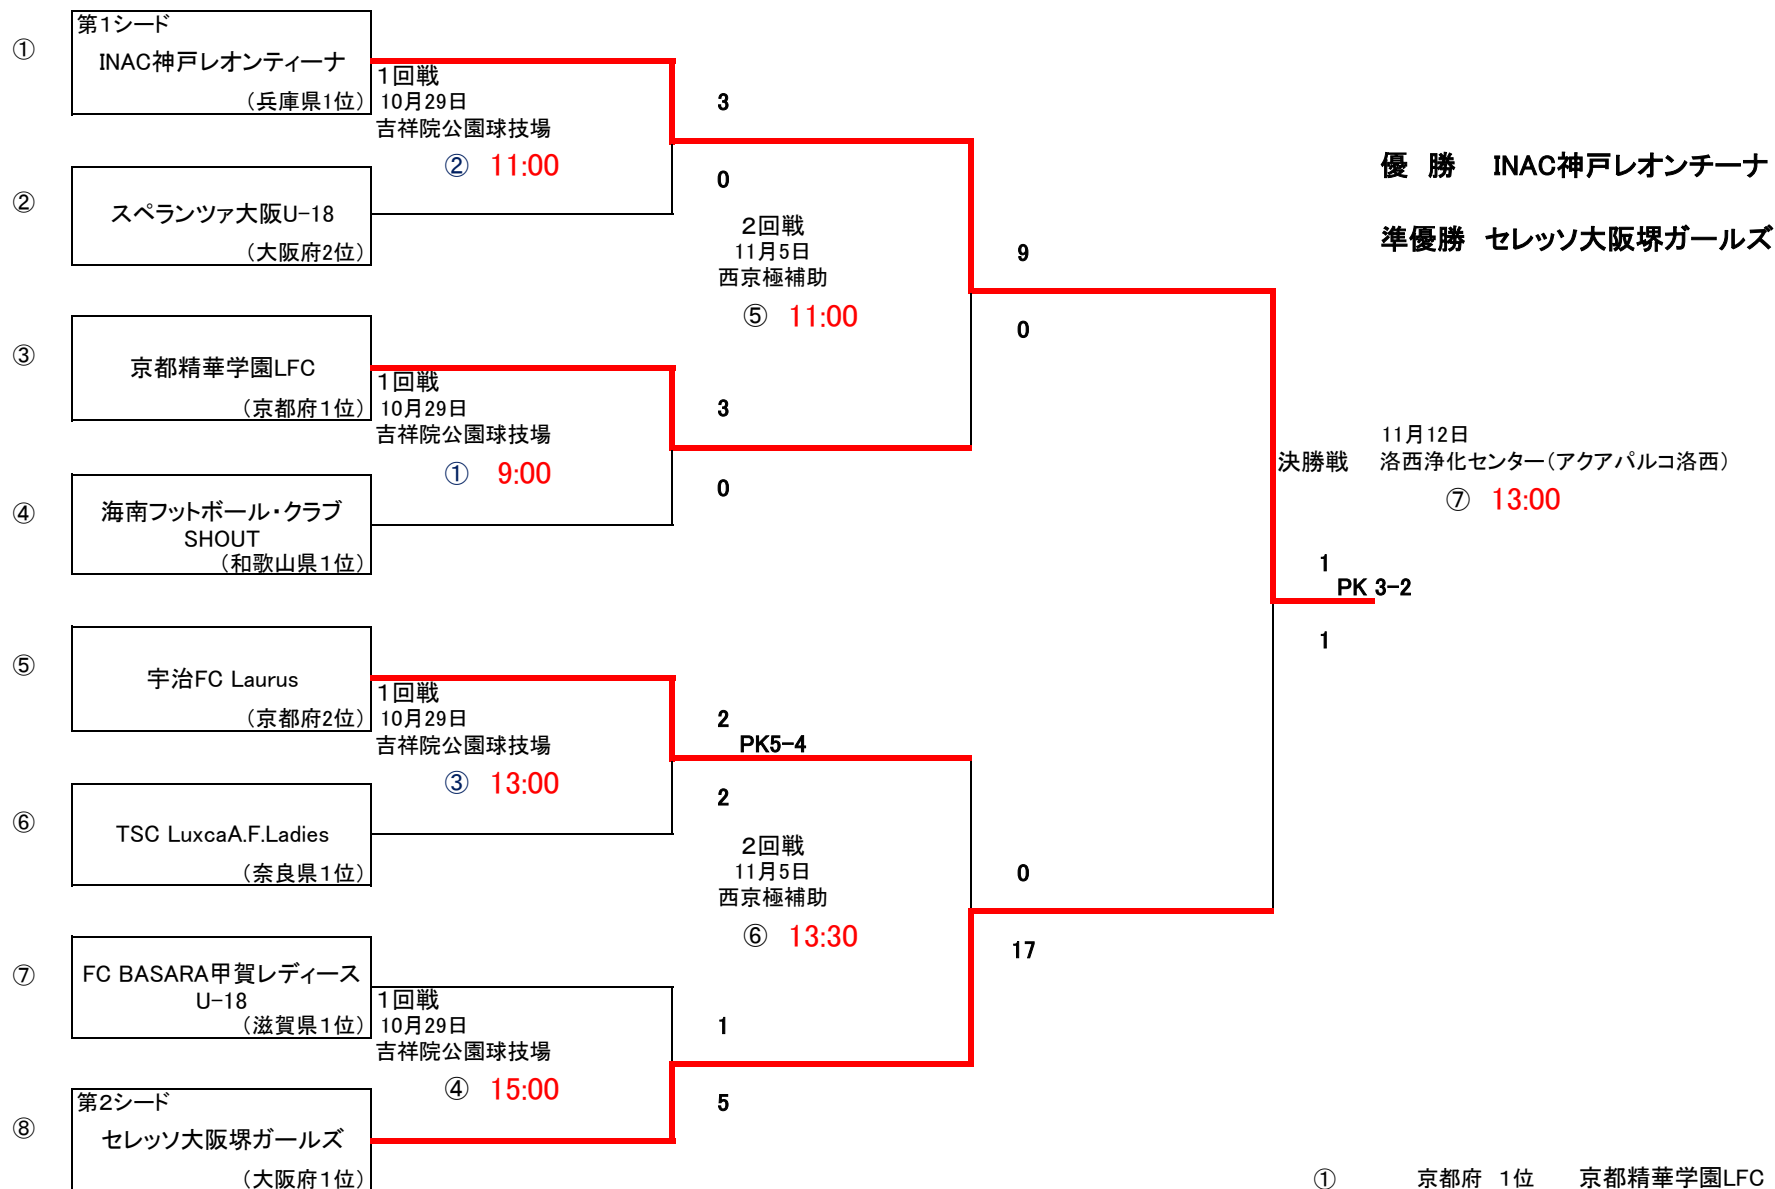 第1シード
①
INAC神戸レオンティーナ
(兵庫県1位)
1回戦
10月29日
吉祥院公園球技場
② 11:00
3
0
②
スペランツァ大阪U-18
(大阪府2位)
優 勝 INAC神戸レオンチーナ
準優勝 セレッソ大阪堺ガールズ
2回戦
11月5日
西京極補助
⑤ 11:00
9
0
③
京都精華学園LFC
(京都府1位)
1回戦
10月29日
吉祥院公園球技場
① 9:00
3
0
④
海南フットボール・クラブ
SHOUT
(和歌山県1位)
11月12日
決勝戦 洛西浄化センター(アクアパルコ洛西)
⑦ 13:00
1
PK 3-2
1
⑤
宇治FC Laurus
(京都府2位)
1回戦
10月29日
吉祥院公園球技場
③ 13:00
2
PK5-4
2
⑥
TSC LuxcaA.F.Ladies
(奈良県1位)
2回戦
11月5日
西京極補助
⑥ 13:30
0
17
⑦
FC BASARA甲賀レディース
U-18
(滋賀県1位)
1回戦
10月29日
吉祥院公園球技場
④ 15:00
1
5
第2シード
⑧
セレッソ大阪堺ガールズ
(大阪府1位)
① 京都府 1位 京都精華学園LFC